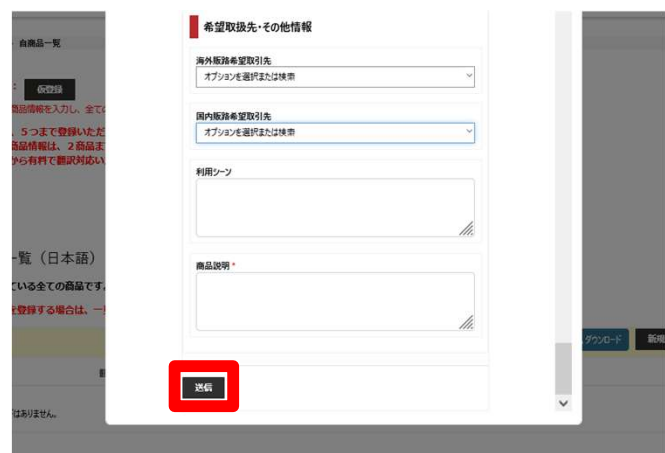 希望取扱先・その他情報
自商品一覧
海外販路希望取引先
オプションを選択または検索
仮登録
商品情報を入力し、全て
国内販路希望取引先
、5つまで登録いただ
オプションを選択または検索
商品情報は、2商品ま
から有料で翻訳対応い
利用シーン
一覧（日本語）
商品説明 *
ている全ての商品です。
を登録する場合は、一
ダウンロード
新規
送信
はありません。